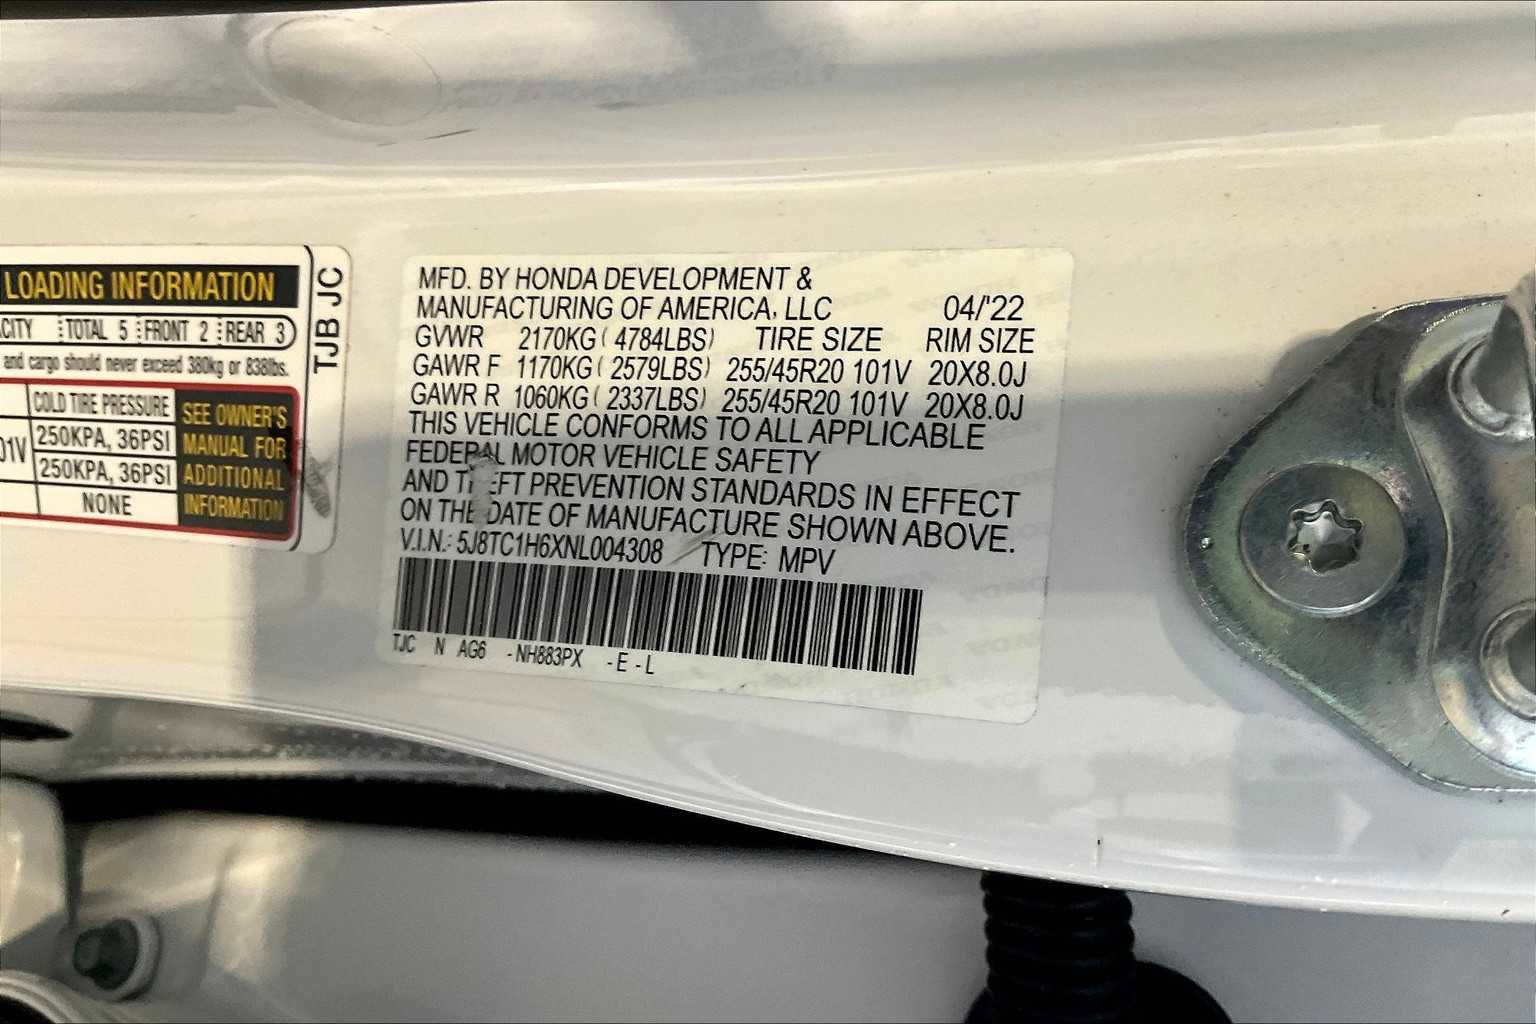 LOADING INFORMATION
CITY TOTAL 5 FRONT 2 REAR 3
and cargo should never exceed 380kg or 838lbs.
COLD TIRE PRESSURE
01V 250KPA, 36PSI
250KPA, 36PSI
NONE
SEE OWNER'S
MANUAL FOR
ADDITIONAL
INFORMATION
TJB JC
MFD. BY HONDA DEVELOPMENT &
MANUFACTURING OF AMERICA, LLC 04/'22
GVWR 2170KG ( 4784LBS) TIRE SIZE RIM SIZE
GAWR F 1170KG ( 2579LBS) 255/45R20 101V 20X8.0J
GAWR R 1060KG ( 2337LBS) 255/45R20 101V 20X8.0J
THIS VEHICLE CONFORMS TO ALL APPLICABLE
FEDERAL MOTOR VEHICLE SAFETY
AND THEFT PREVENTION STANDARDS IN EFFECT
ON THE DATE OF MANUFACTURE SHOWN ABOVE.
V.I.N.: 5J8TC1H6XNL004308 TYPE: MPV
TJC N AG6 -NH883PX -E-L